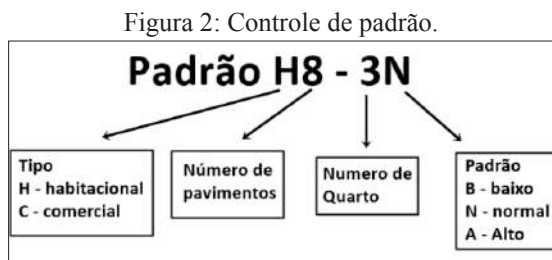 Figura 2: Controle de padrão.
Padrão H8 - 3N
Tipo
H - habitacional
C - comercial
Número de
pavimentos
Numero de
Quarto
Padrão
B - baixo
N - normal
A - Alto